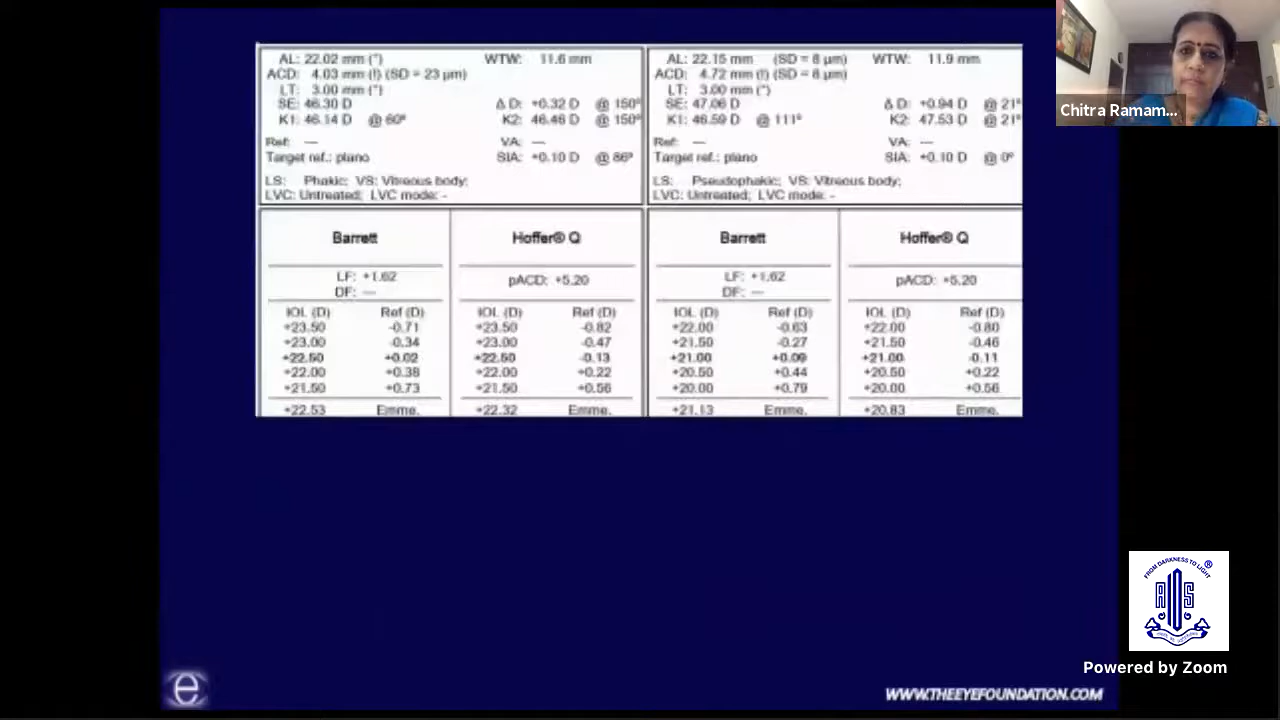 AL: 22.02 mm (*)
ACD: 4.03 mm (!) (SD = 23 µm)
LT: 3.00 mm (*)
SE: 46.30 D
K1: 46.14 D @ 60°
WTW: 11.6 mm
Δ D: +0.32 D @ 150°
K2: 46.46 D @ 150°
Ref: ---
VA: ---
Target ref.: plano
SIA: +0.10 D @ 86°
LS: Phakic; VS: Vitreous body;
LVC: Untreated; LVC mode: -
AL: 22.15 mm (SD = 8 µm)
ACD: 4.72 mm (!) (SD = 8 µm)
LT: 3.00 mm (*)
SE: 47.06 D
K1: 46.59 D @ 111°
WTW: 11.9 mm
Δ D: +0.94 D @ 21°
K2: 47.53 D @ 21°
Ref: ---
VA: ---
Target ref.: plano
SIA: +0.10 D @ 0°
LS: Pseudophakic; VS: Vitreous body;
LVC: Untreated; LVC mode: -
Barrett
LF: +1.62
DF: ---
IOL (D) Ref (D)
+23.50 -0.71
+23.00 -0.34
+22.50 +0.02
+22.00 +0.38
+21.50 +0.73
+22.53 Emme.
Hoffer® Q
pACD: +5.20
IOL (D) Ref (D)
+23.50 -0.82
+23.00 -0.47
+22.50 -0.13
+22.00 +0.22
+21.50 +0.56
+22.32 Emme.
Barrett
LF: +1.62
DF: ---
IOL (D) Ref (D)
+22.00 -0.63
+21.50 -0.27
+21.00 +0.09
+20.50 +0.44
+20.00 +0.79
+21.13 Emme.
Hoffer® Q
pACD: +5.20
IOL (D) Ref (D)
+22.00 -0.80
+21.50 -0.46
+21.00 -0.11
+20.50 +0.22
+20.00 +0.56
+20.83 Emme.
Chitra Ramam...
FROM DARKNESS TO LIGHT ®
AIOS
Powered by Zoom
e
WWW.THEEYEFOUNDATION.COM